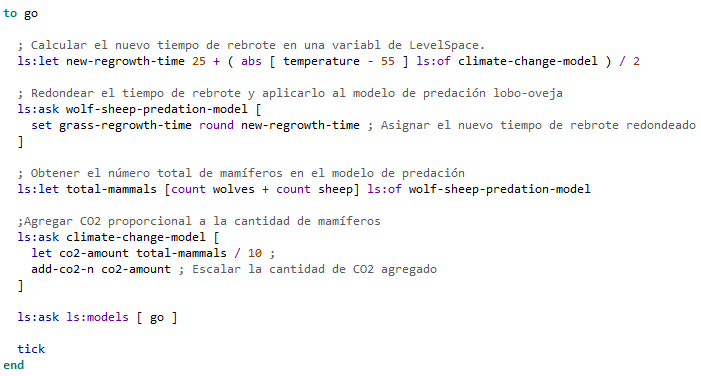 to go
; Calcular el nuevo tiempo de rebrote en una variabl de LevelSpace.
ls:let new-regrowth-time 25 + ( abs [ temperature - 55 ] ls:of climate-change-model ) / 2
; Redondear el tiempo de rebrote y aplicarlo al modelo de predación lobo-oveja
ls:ask wolf-sheep-predation-model [
set grass-regrowth-time round new-regrowth-time ; Asignar el nuevo tiempo de rebrote redondeado
]
; Obtener el número total de mamíferos en el modelo de predación
ls:let total-mammals [count wolves + count sheep] ls:of wolf-sheep-predation-model
;Agregar CO2 proporcional a la cantidad de mamíferos
ls:ask climate-change-model [
let co2-amount total-mammals / 10 ;
add-co2-n co2-amount ; Escalar la cantidad de CO2 agregado
]
ls:ask ls:models [ go ]
tick
end